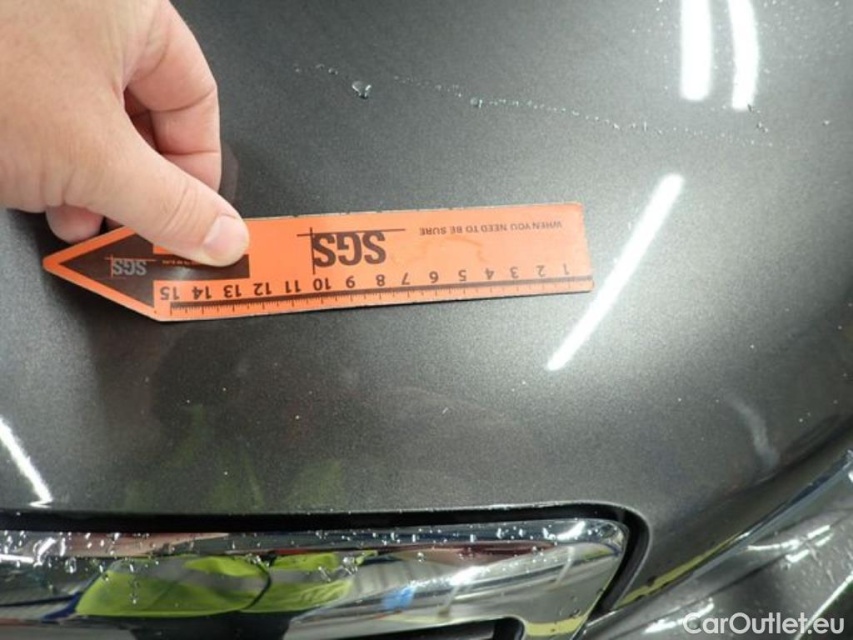 WHEN YOU NEED TO BE SURE
SGS
SGS
1 2 3 4 5 6 7 8 9 10 11 12 13 14 15
CarOutlet.eu